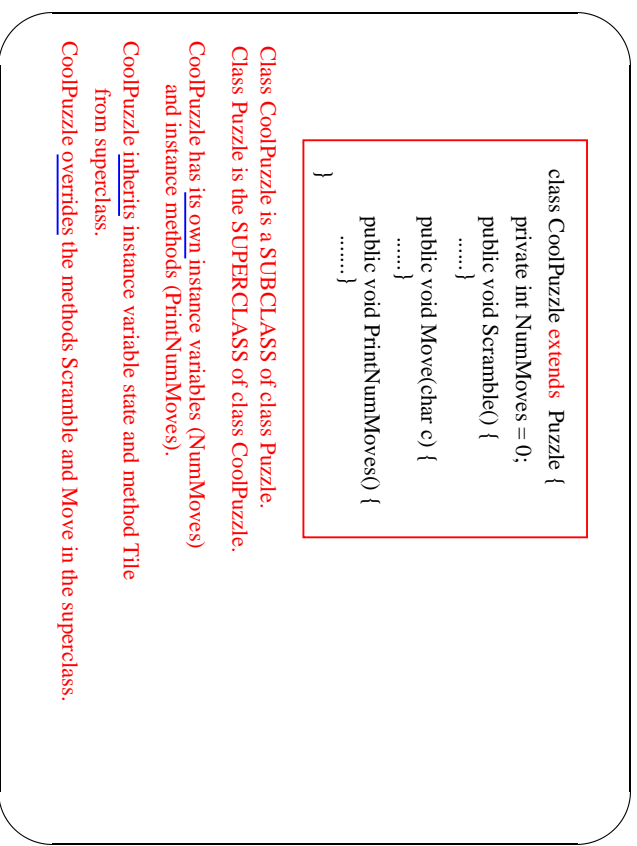 class CoolPuzzle extends Puzzle {
private int NumMoves = 0;
public void Scramble() {
......}
public void Move(char c) {
......}
public void PrintNumMoves() {
........}
}
Class CoolPuzzle is a SUBCLASS of class Puzzle.
Class Puzzle is the SUPERCLASS of class CoolPuzzle.
CoolPuzzle has its own instance variables (NumMoves)
and instance methods (PrintNumMoves).
CoolPuzzle inherits instance variable state and method Tile
from superclass.
CoolPuzzle overrides the methods Scramble and Move in the superclass.